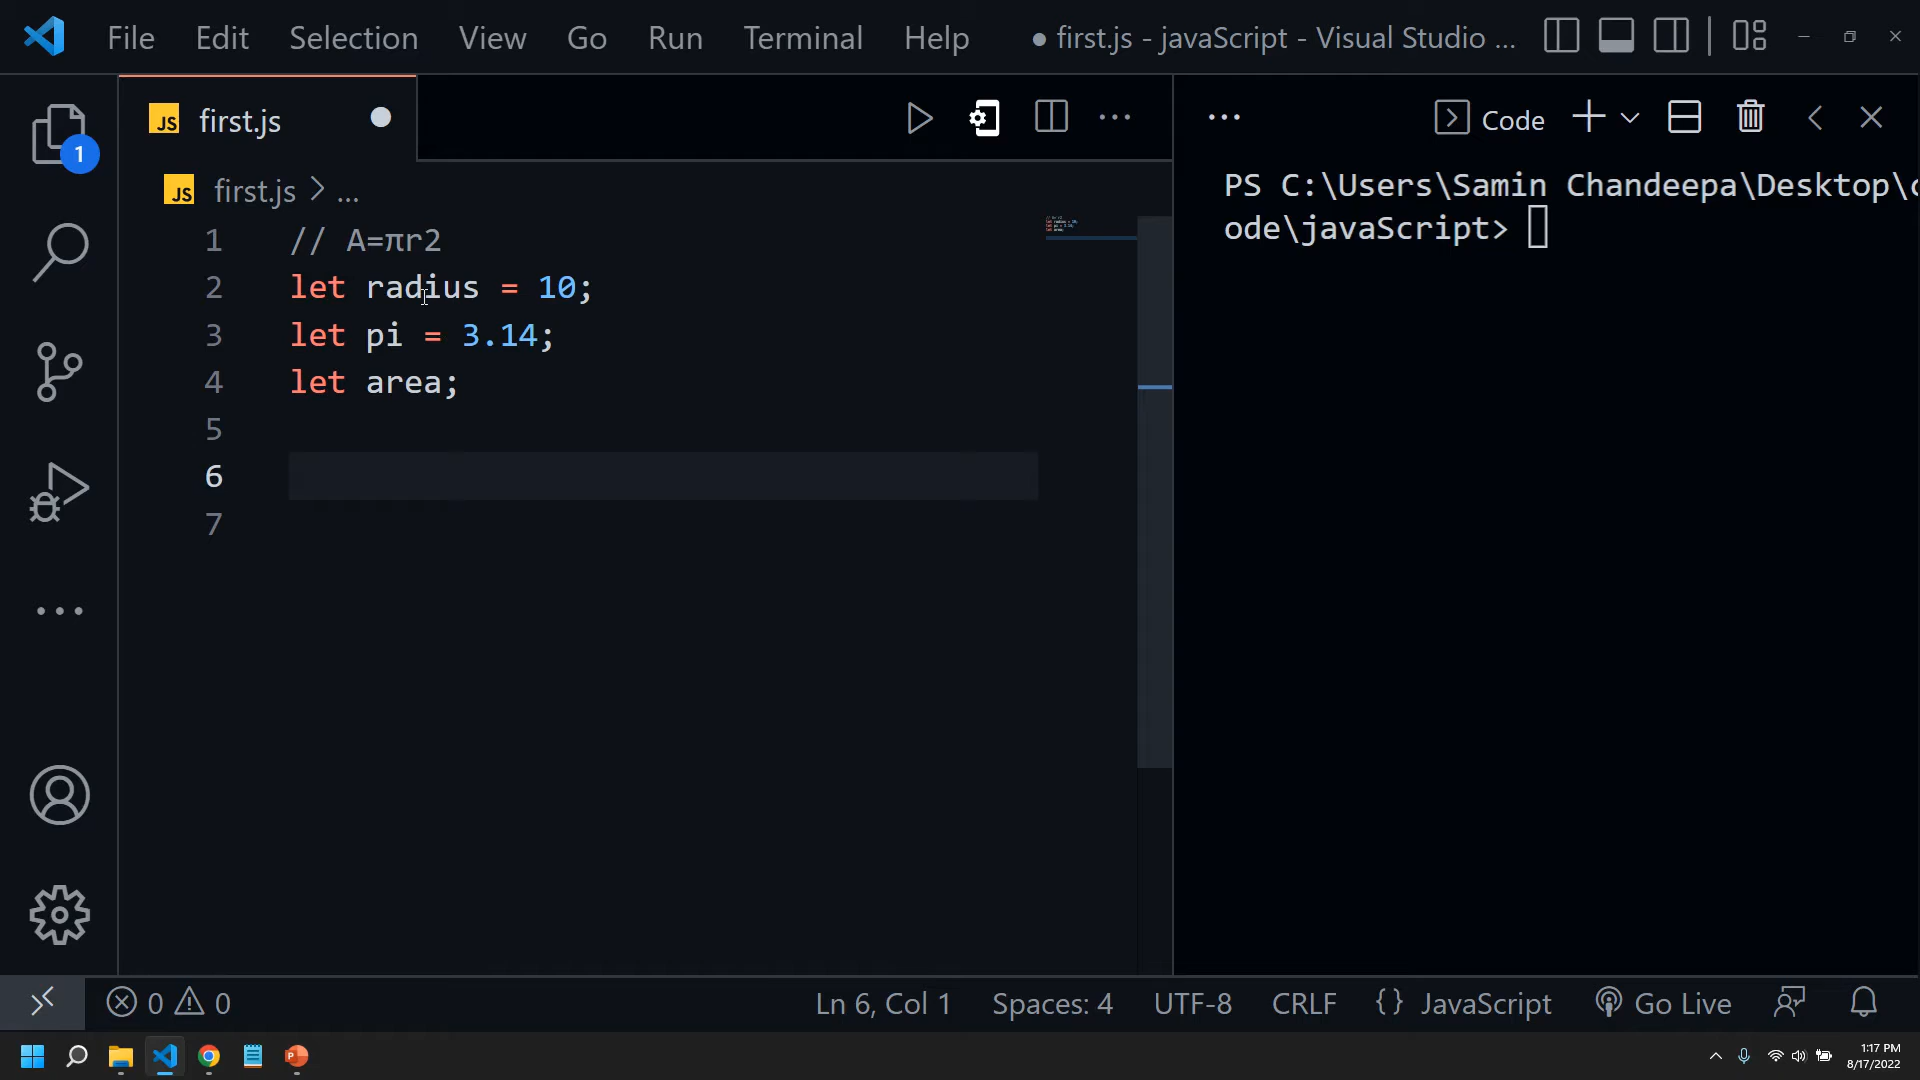 File Edit Selection View Go Run Terminal Help ● first.js - javaScript - Visual Studio ...
JS first.js
Code
JS first.js > ...
1 // A=πr2
2 let radius = 10;
3 let pi = 3.14;
4 let area;
5
6
7
PS C:\Users\Samin Chandeepa\Desktop\c
ode\javaScript>
1
0 0
Ln 6, Col 1 Spaces: 4 UTF-8 CRLF {} JavaScript Go Live
1:17 PM
8/17/2022